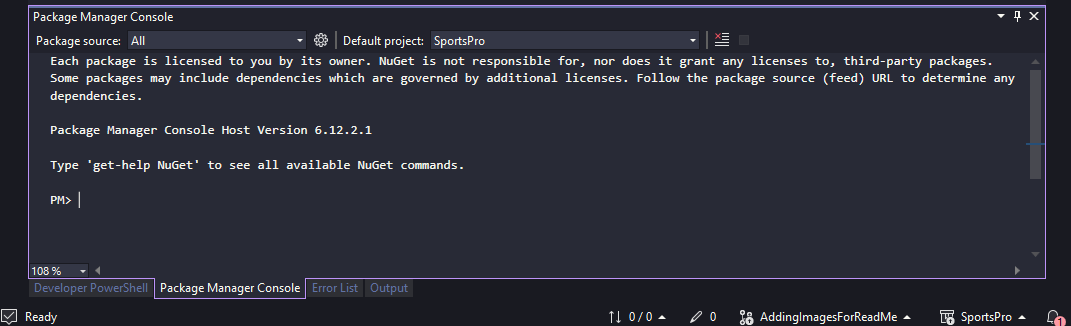 Package Manager Console
Package source: All Default project: SportsPro
Each package is licensed to you by its owner. NuGet is not responsible for, nor does it grant any licenses to, third-party packages.
Some packages may include dependencies which are governed by additional licenses. Follow the package source (feed) URL to determine any
dependencies.
Package Manager Console Host Version 6.12.2.1
Type 'get-help NuGet' to see all available NuGet commands.
PM>
108 %
Developer PowerShell Package Manager Console Error List Output
Ready 0 / 0 0 AddingImagesForReadMe SportsPro 1